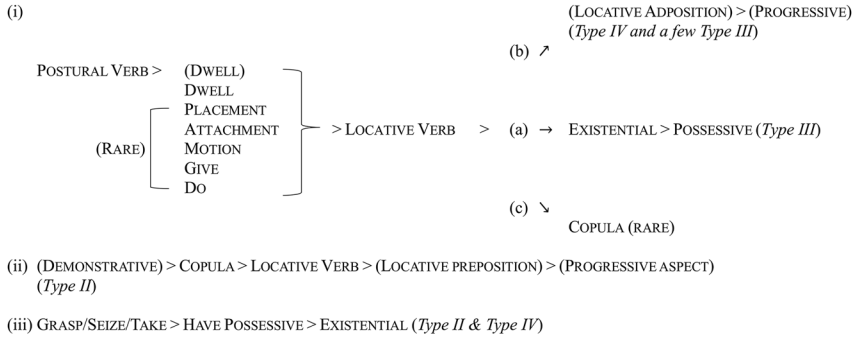 (i)
(LOCATIVE ADPOSITION) > (PROGRESSIVE)
(Type IV and a few Type III)
(b) ↗
POSTURAL VERB > (DWELL)
DWELL
PLACEMENT
(RARE) ATTACHMENT > LOCATIVE VERB > (a) → EXISTENTIAL > POSSESSIVE (Type III)
MOTION
GIVE
DO
(c) ↘
COPULA (RARE)
(ii) (DEMONSTRATIVE) > COPULA > LOCATIVE VERB > (LOCATIVE PREPOSITION) > (PROGRESSIVE ASPECT)
(Type II)
(iii) GRASP/SEIZE/TAKE > HAVE POSSESSIVE > EXISTENTIAL (Type II & Type IV)